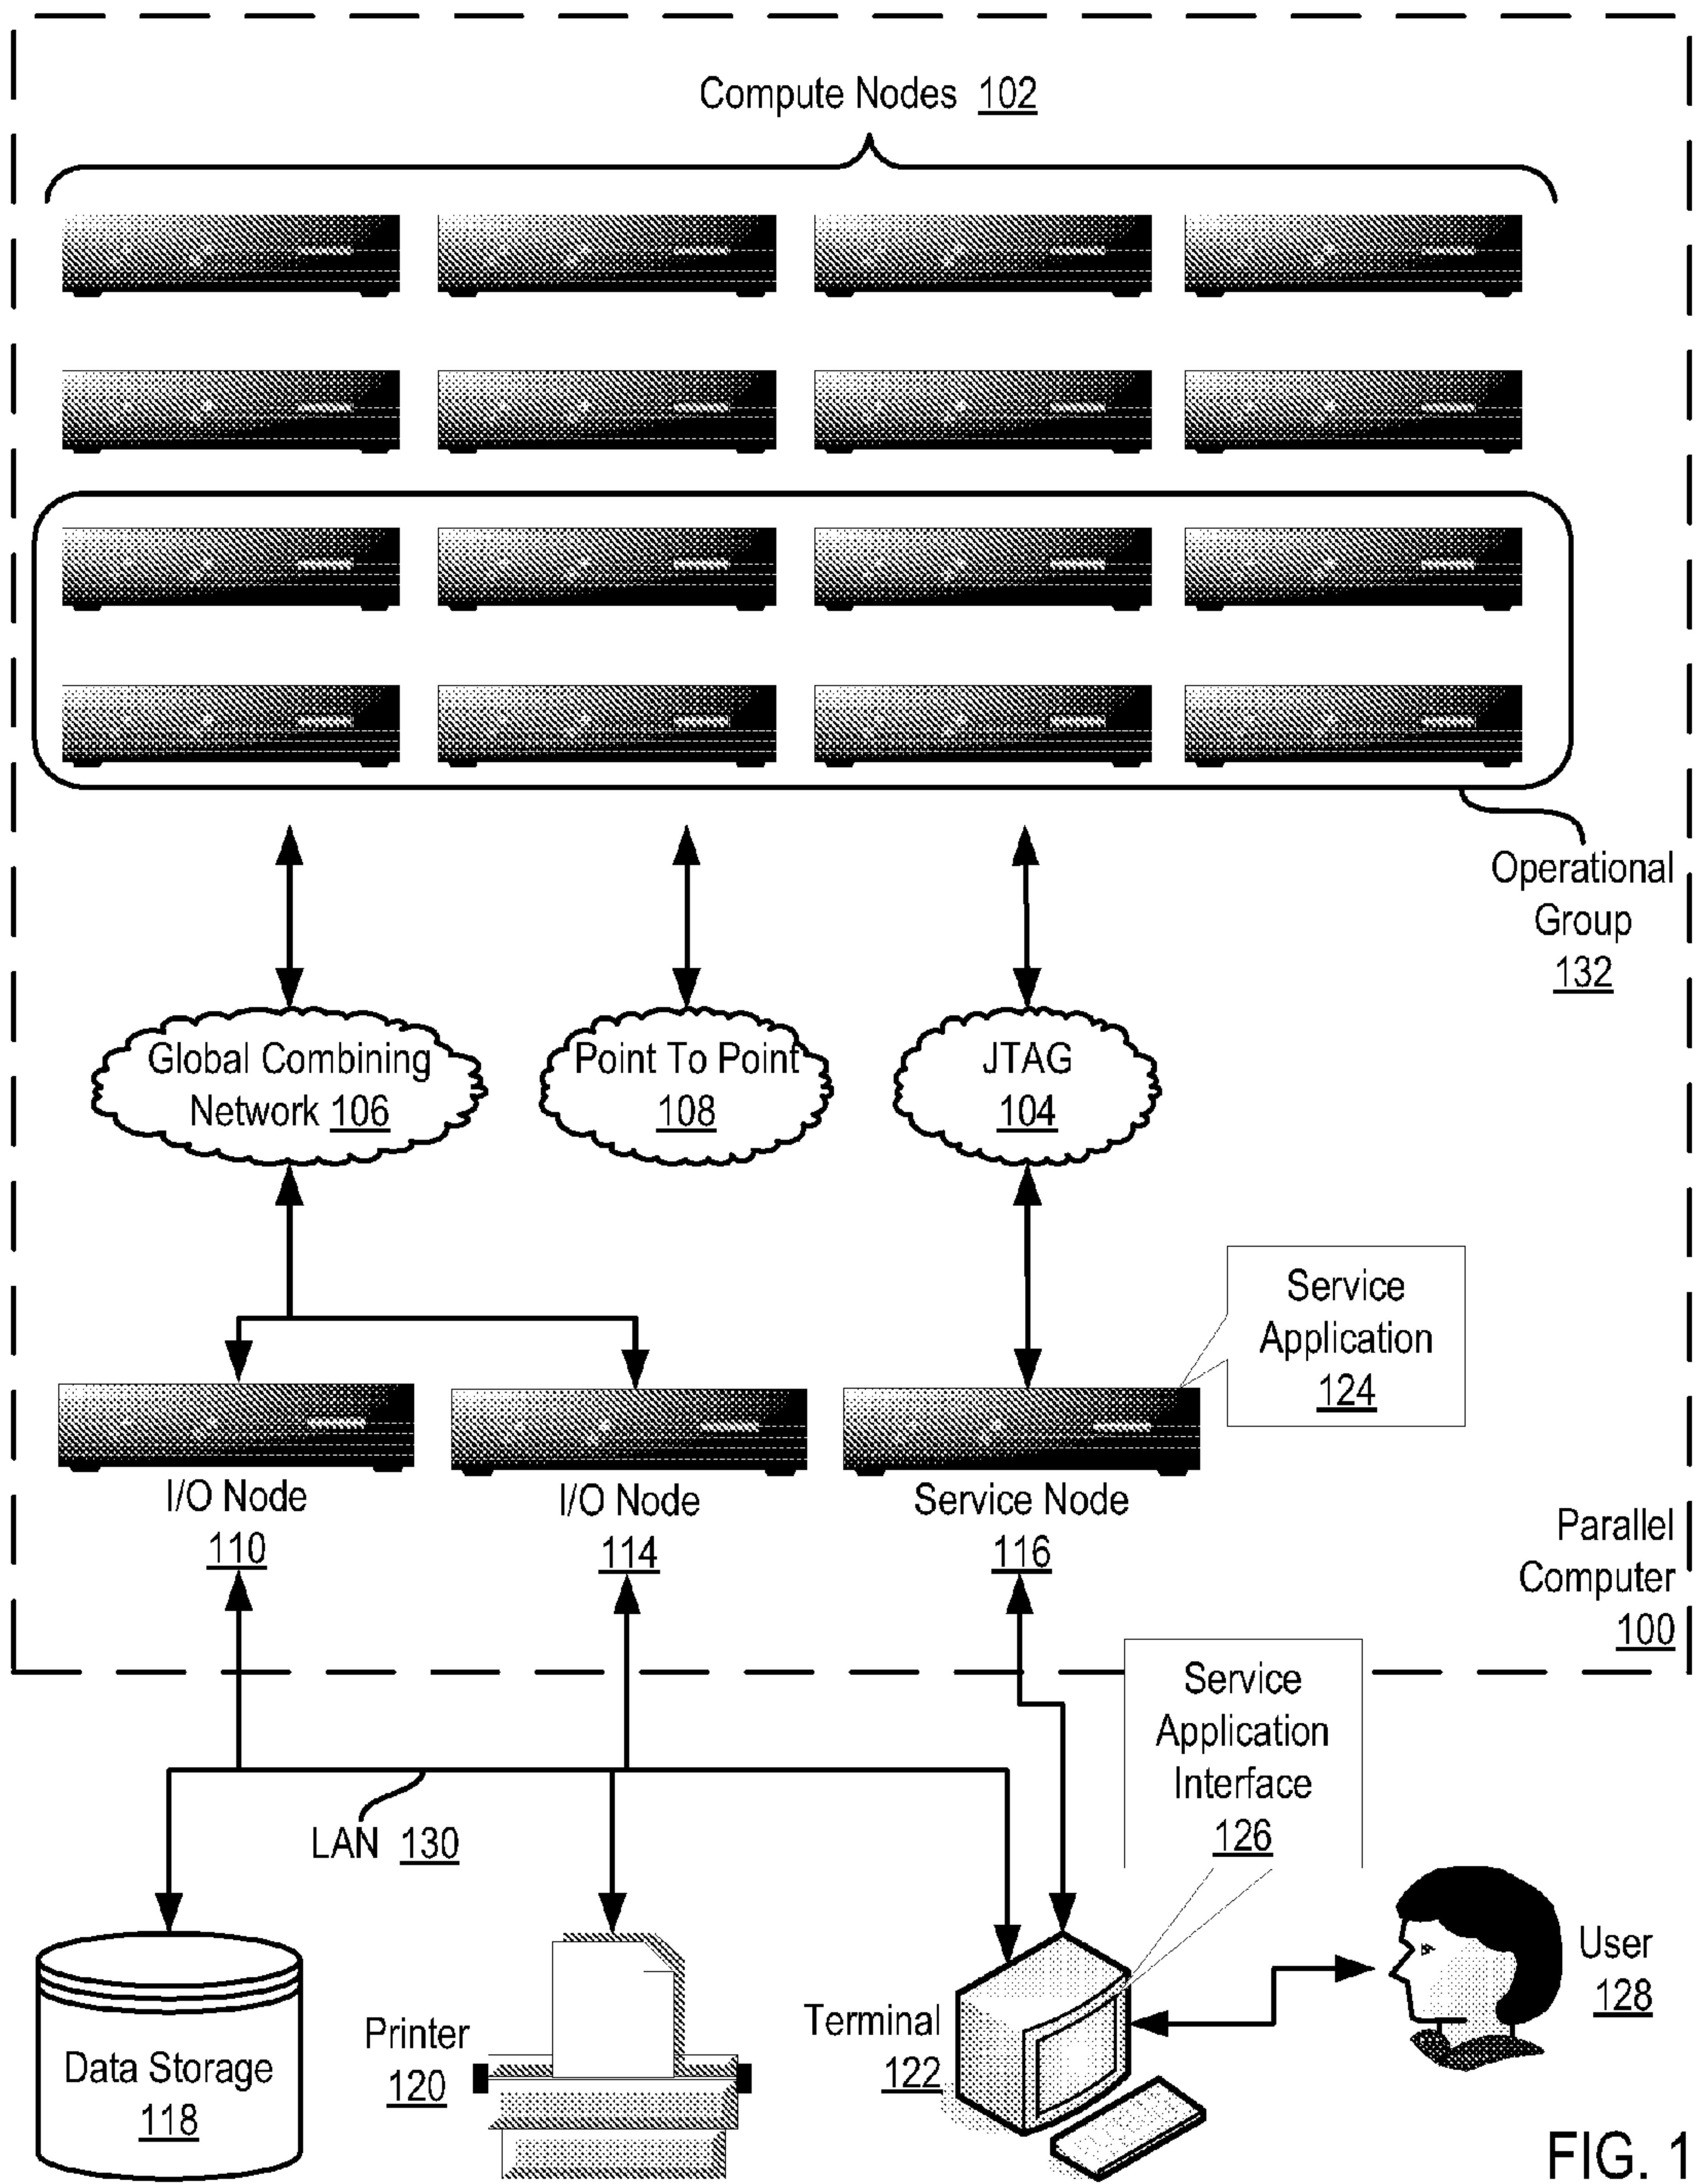 Compute Nodes 102
Operational
Group
132
Global Combining
Network 106
Point To Point
108
JTAG
104
Service
Application
124
I/O Node
110
I/O Node
114
Service Node
116
Parallel
Computer
100
Service
Application
Interface
126
LAN 130
Data Storage
118
Printer
120
Terminal
122
User
128
FIG. 1